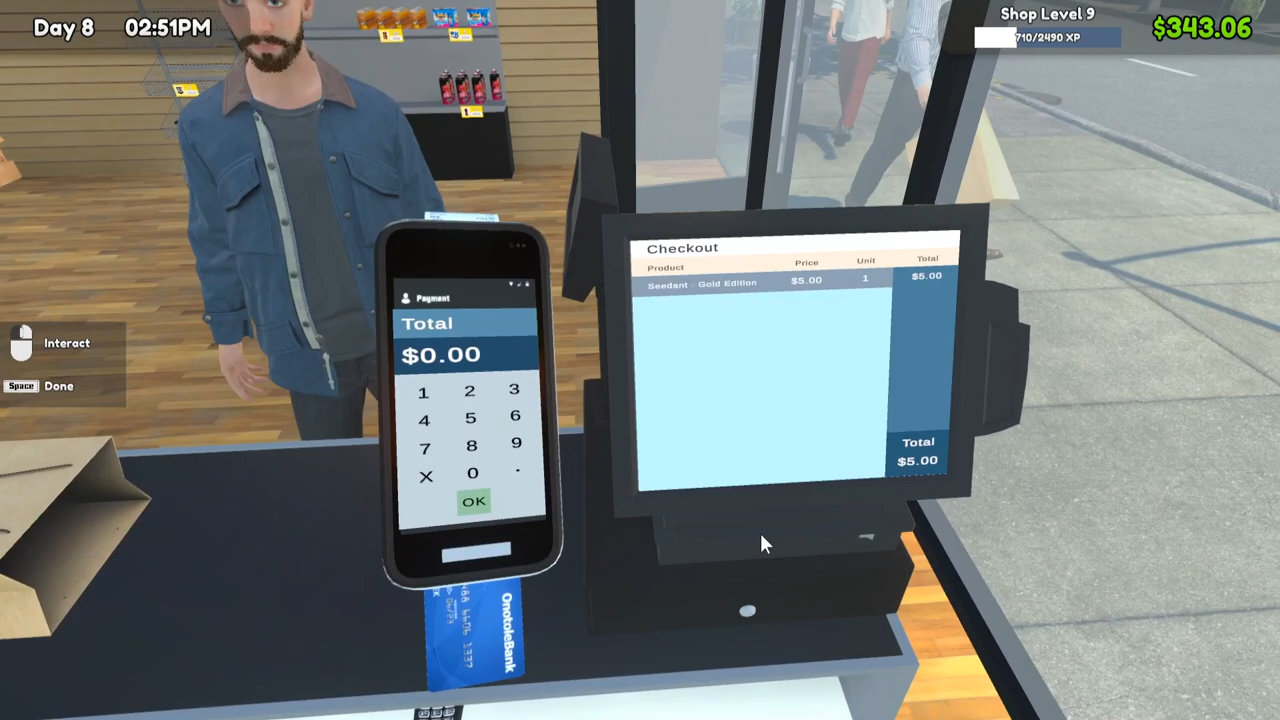 Day 8 02:51PM
Shop Level 9
710/2490 XP
$343.06
Interact
Space Done
Payment
Total
$0.00
1 2 3
4 5 6
7 8 9
X 0 .
OK
OnotoleBank
Checkout
Product Price Unit Total
Seedant - Gold Edition $5.00 1 $5.00
Total
$5.00